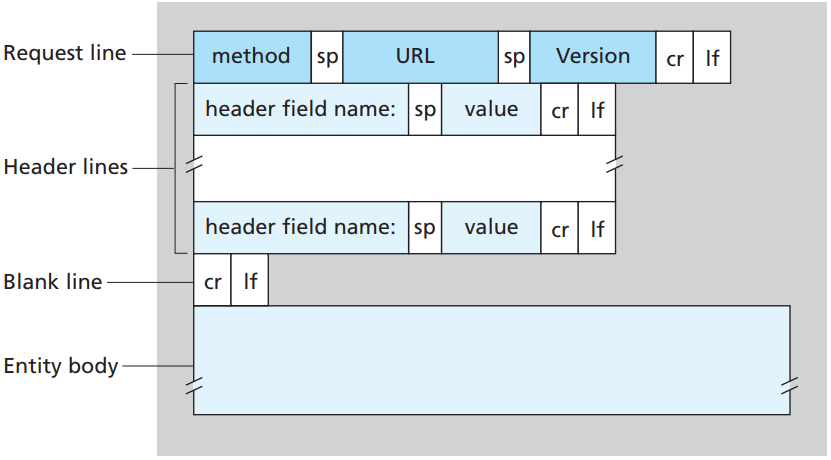 Request line
method sp URL sp Version cr lf
header field name: sp value cr lf
Header lines
header field name: sp value cr lf
Blank line
cr lf
Entity body